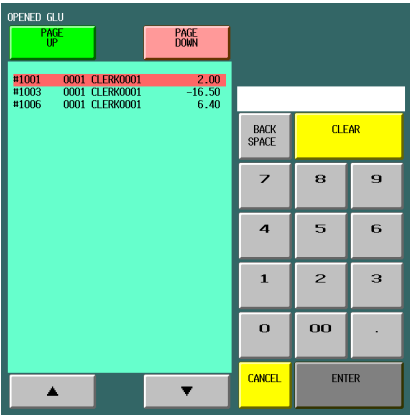 OPENED GLU
PAGE
UP
PAGE
DOWN
#1001 0001 CLERK0001 2.00
#1003 0001 CLERK0001 -16.50
#1006 0001 CLERK0001 6.40
BACK
SPACE
CLEAR
7 8 9
4 5 6
1 2 3
0 00 .
▲ ▼
CANCEL
ENTER